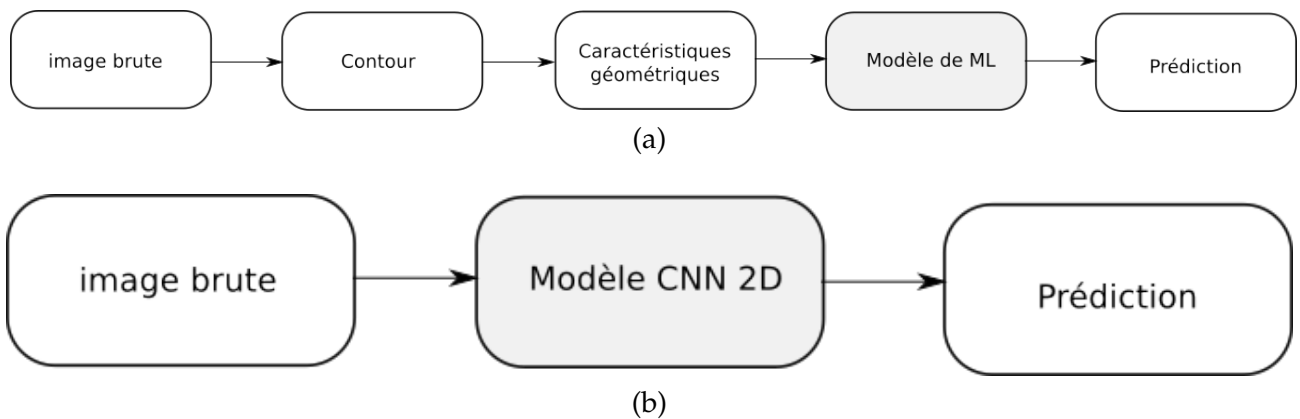 image brute
Contour
Caractéristiques
géométriques
Modèle de ML
Prédiction
(a)
image brute
Modèle CNN 2D
Prédiction
(b)